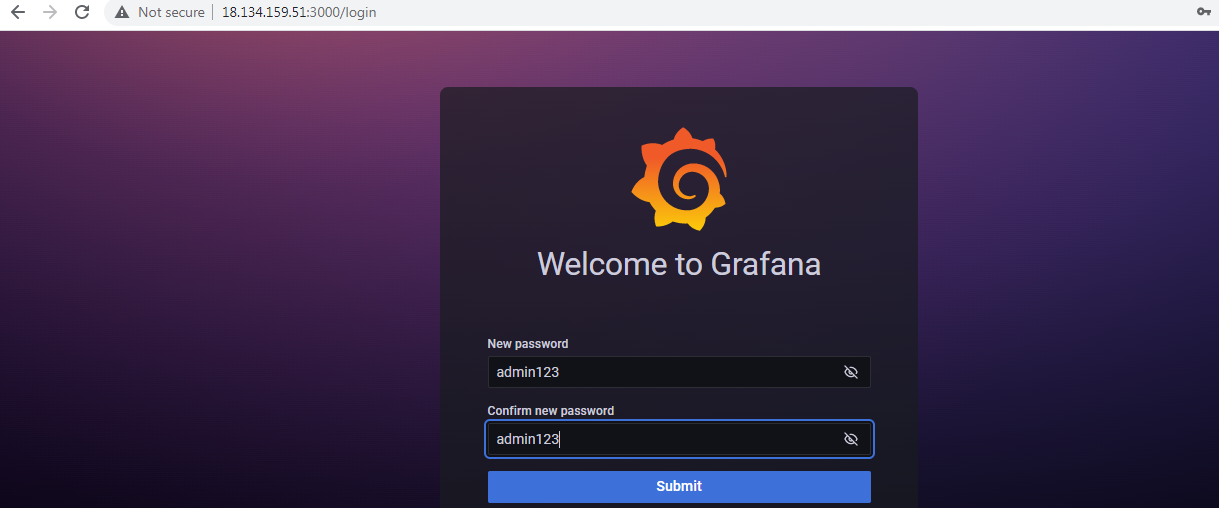 Not secure | 18.134.159.51:3000/login
Welcome to Grafana
New password
admin123
Confirm new password
admin123
Submit